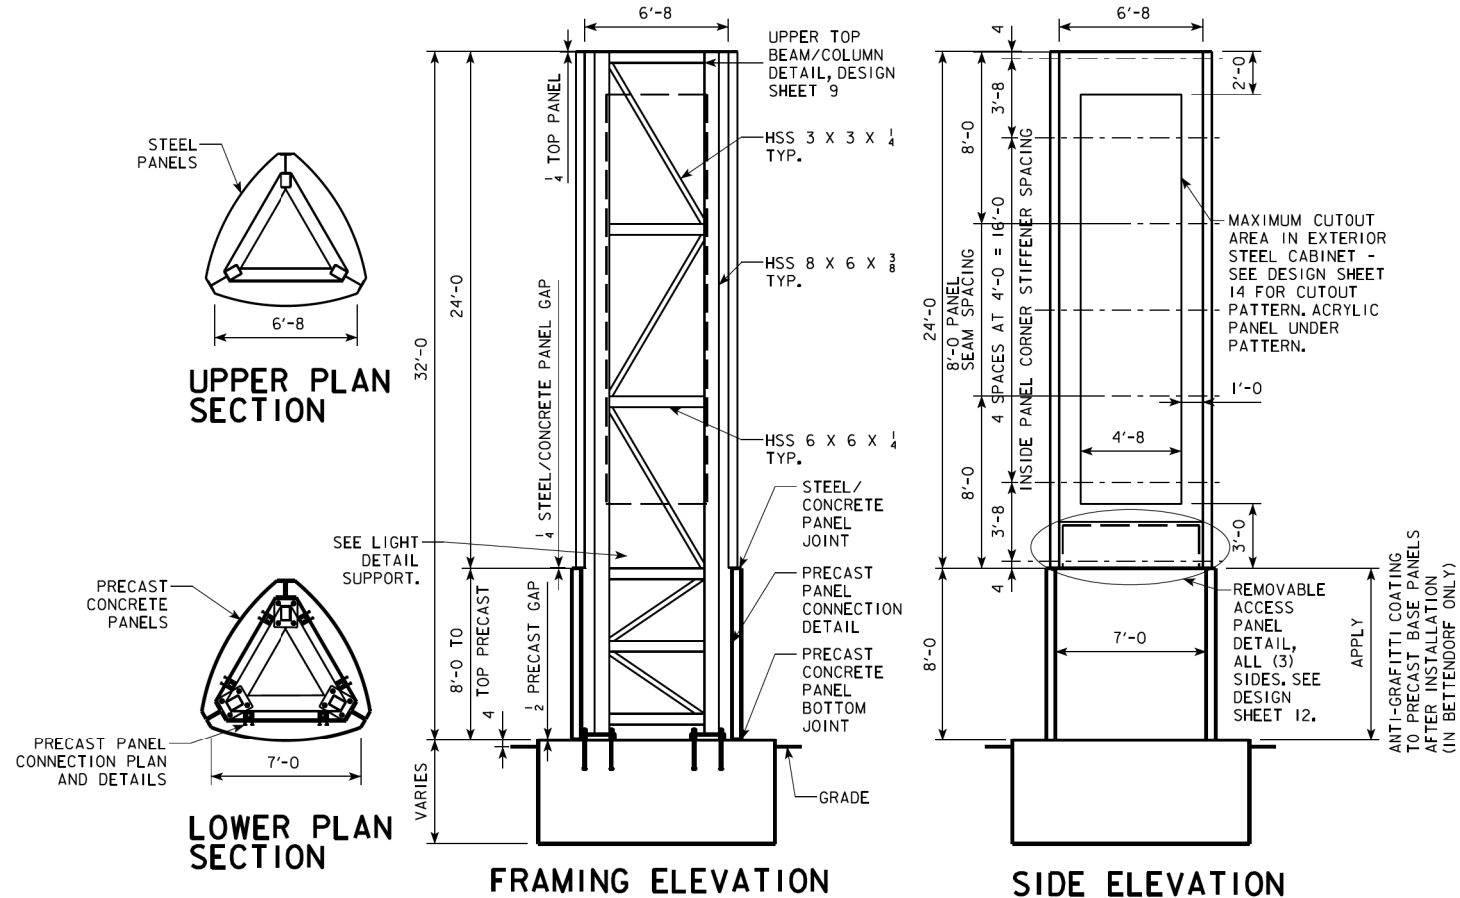 STEEL
PANELS
6'-8
UPPER PLAN
SECTION
PRECAST
CONCRETE
PANELS
PRECAST PANEL
CONNECTION PLAN
AND DETAILS
7'-0
LOWER PLAN
SECTION
6'-8
UPPER TOP
BEAM/COLUMN
DETAIL, DESIGN
SHEET 9
1/4 TOP PANEL
HSS 3 X 3 X 1/4
TYP.
HSS 8 X 6 X 3/8
TYP.
24'-0
32'-0
1/4 STEEL/CONCRETE PANEL GAP
HSS 6 X 6 X 1/4
TYP.
STEEL/
CONCRETE
PANEL
JOINT
SEE LIGHT
DETAIL
SUPPORT.
PRECAST
PANEL
CONNECTION
DETAIL
8'-0 TO
TOP PRECAST
1/2 PRECAST GAP
4
PRECAST
CONCRETE
PANEL
BOTTOM
JOINT
VARIES
GRADE
FRAMING ELEVATION
6'-8
4
2'-0
3'-8
8'-0
24'-0
8'-0 PANEL
SEAM SPACING
4 SPACES AT 4'-0 = 16'-0
INSIDE PANEL CORNER STIFFENER SPACING
MAXIMUM CUTOUT
AREA IN EXTERIOR
STEEL CABINET -
SEE DESIGN SHEET
14 FOR CUTOUT
PATTERN. ACRYLIC
PANEL UNDER
PATTERN.
1'-0
4'-8
8'-0
3'-8
3'-0
4
8'-0
7'-0
REMOVABLE
ACCESS
PANEL
DETAIL,
ALL (3)
SIDES. SEE
DESIGN
SHEET 12.
APPLY
ANTI-GRAFITTI COATING
TO PRECAST BASE PANELS
AFTER INSTALLATION
(IN BETTENDORF ONLY)
SIDE ELEVATION